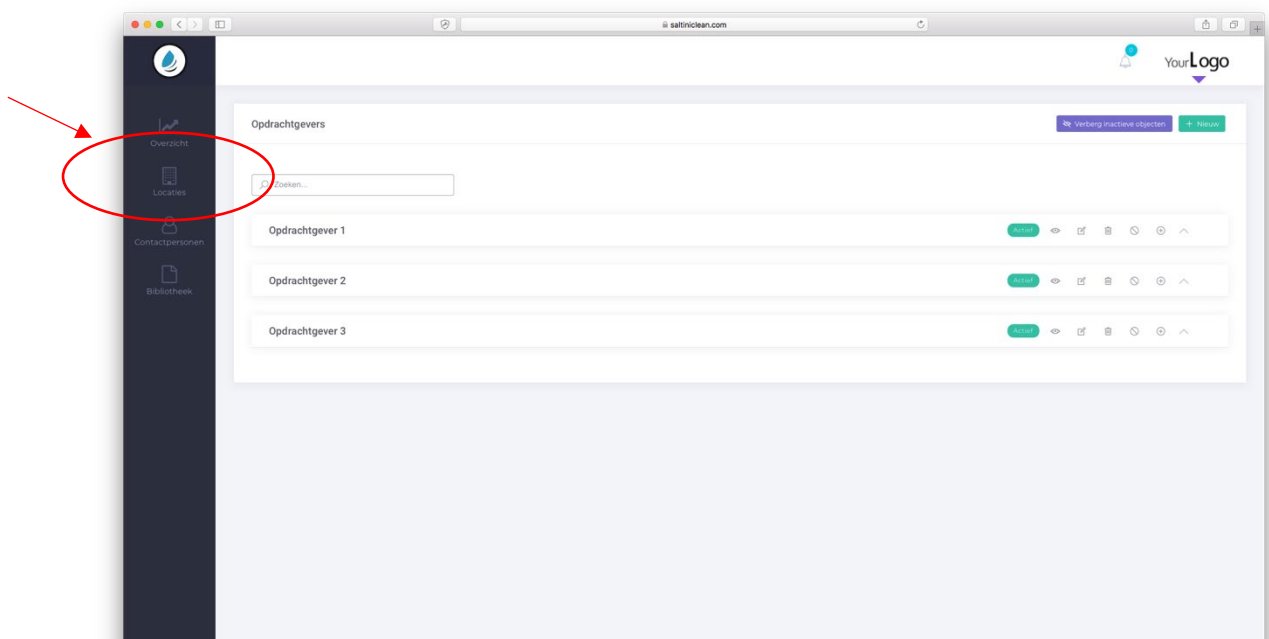 saltiniclean.com
YourLogo
Overzicht
Locaties
Contactpersonen
Bibliotheek
Opdrachtgevers
Verberg inactieve objecten
+ Nieuw
Zoeken...
Opdrachtgever 1
Actief
Opdrachtgever 2
Actief
Opdrachtgever 3
Actief